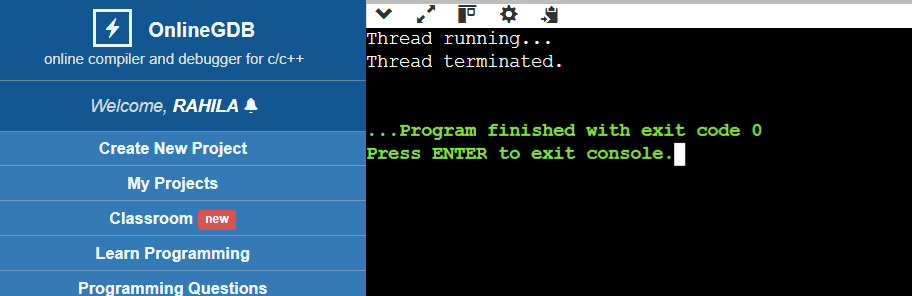 OnlineGDB
online compiler and debugger for c/c++
Welcome, RAHILA
Create New Project
My Projects
Classroom new
Learn Programming
Programming Questions
Thread running...
Thread terminated.
...Program finished with exit code 0
Press ENTER to exit console.